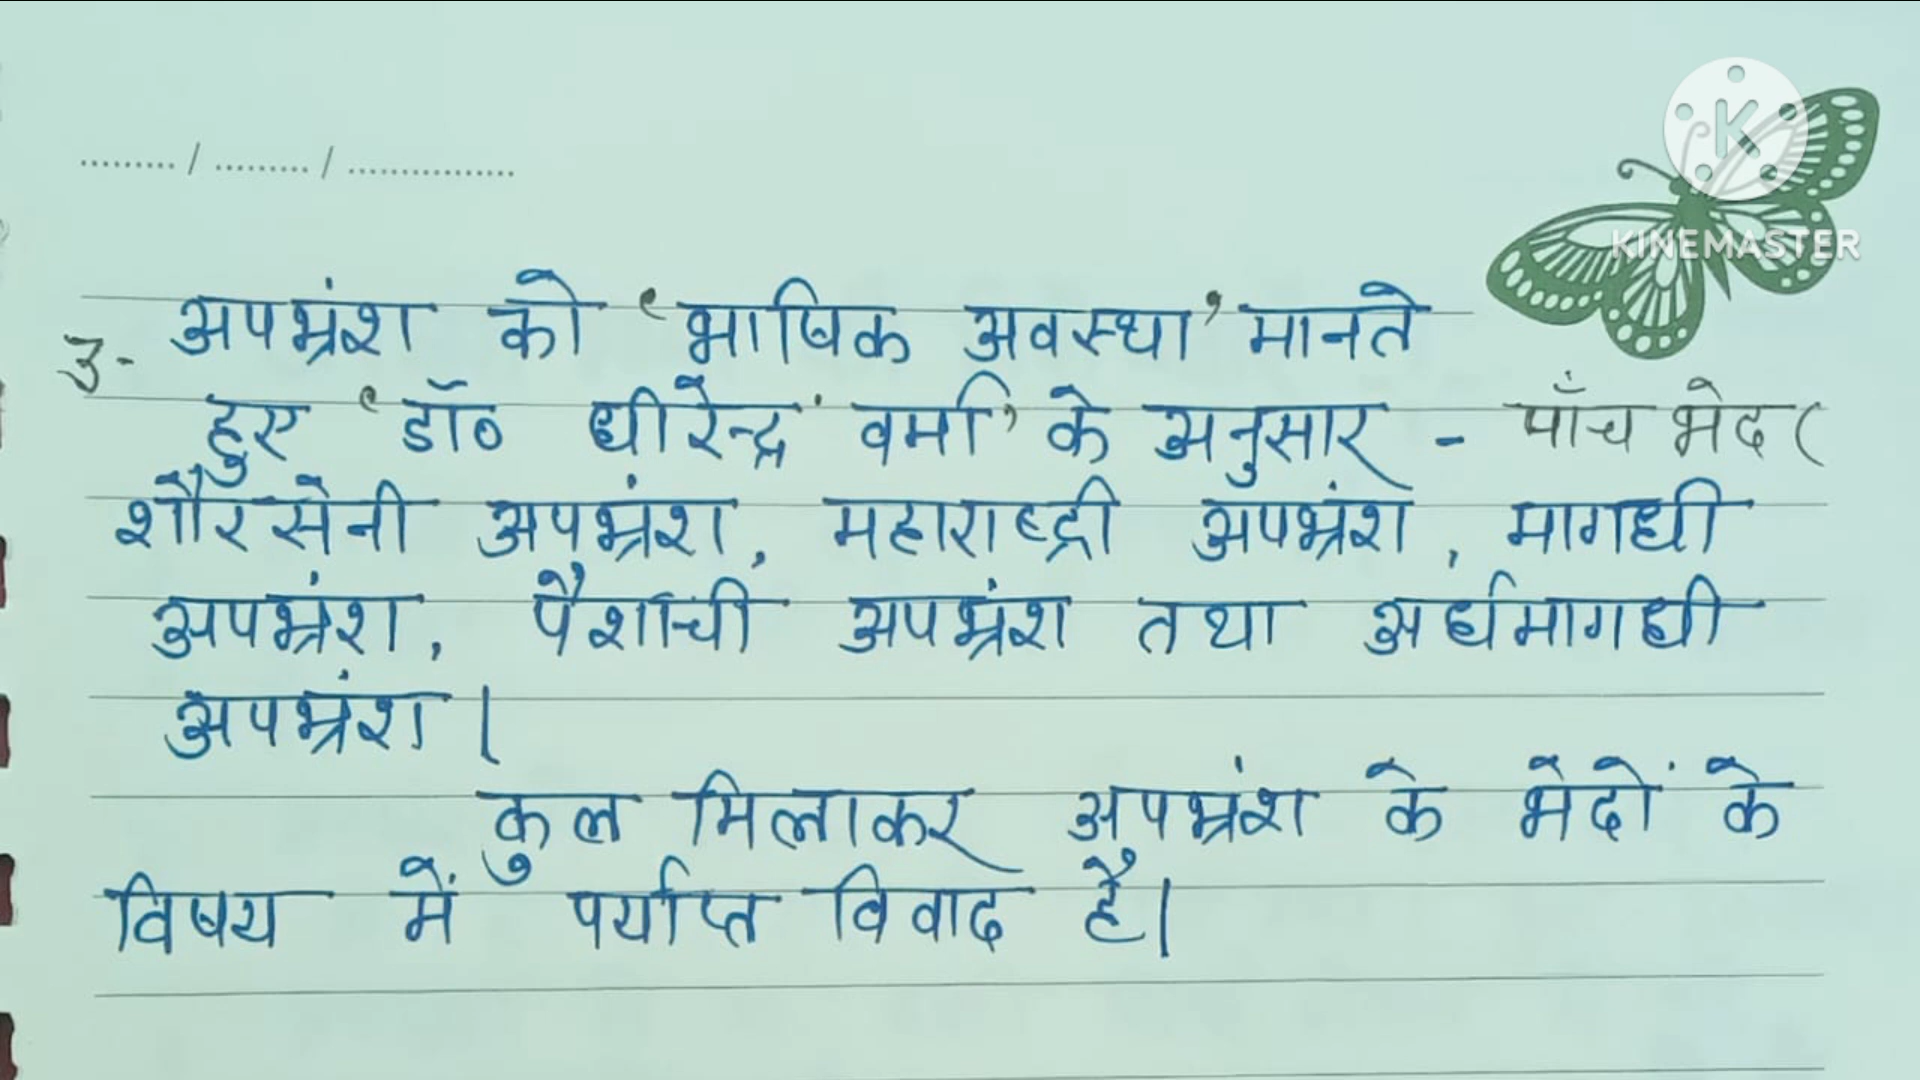 ......... / ......... / ................
KINEMASTER
3- अपभ्रंश को 'भाषिक अवस्था' मानते
हुए 'डॉ० धीरेन्द्र वर्मा' के अनुसार - पाँच भेद (
शौरसेनी अपभ्रंश, महाराष्ट्री अपभ्रंश, मागधी
अपभ्रंश, पैशाची अपभ्रंश तथा अर्धमागधी
अपभ्रंश।
कुल मिलाकर अपभ्रंश के भेदों के
विषय में पर्याप्त विवाद है।